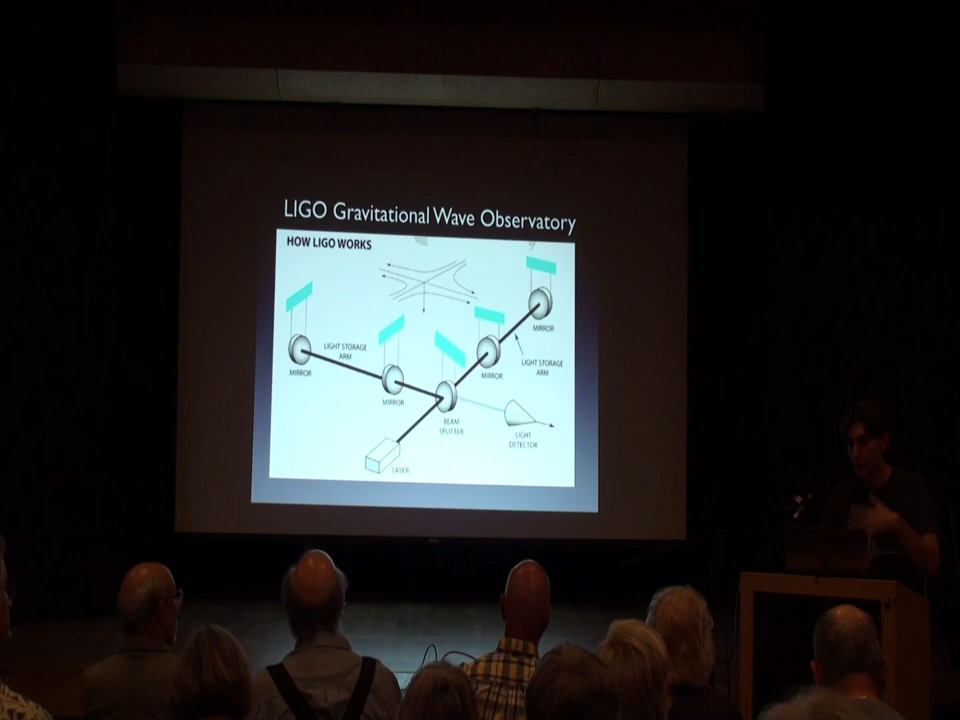 LIGO Gravitational Wave Observatory
HOW LIGO WORKS
MIRROR
LIGHT STORAGE
ARM
MIRROR
LIGHT STORAGE
ARM
MIRROR
MIRROR
BEAM
SPLITTER
LIGHT
DETECTOR
LASER